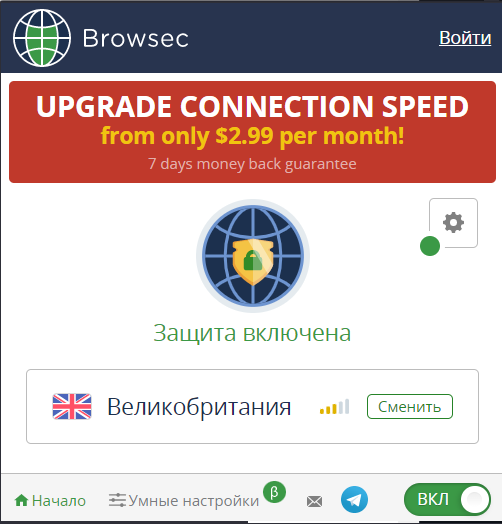 Browsec
Войти
UPGRADE CONNECTION SPEED
from only $2.99 per month!
7 days money back guarantee
Защита включена
Великобритания
Сменить
Начало
Умные настройки
β
ВКЛ